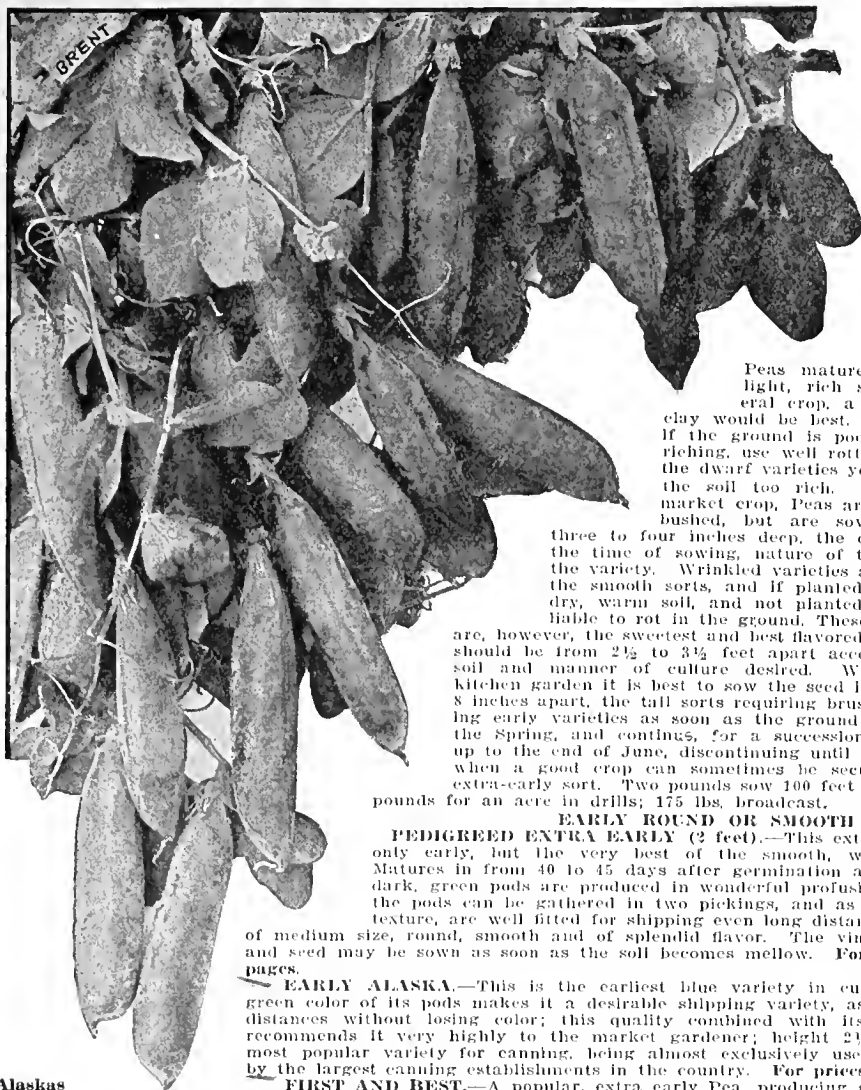 BRENT
Peas mature
light, rich s
eral crop, a
clay would be best.
If the ground is poo
riching, use well rott
the dwarf varieties yo
the soil too rich.
market crop, Peas ar
bushed, but are sov
three to four inches deep, the d
the time of sowing, nature of t
the variety. Wrinkled varieties a
the smooth sorts, and if planted
dry, warm soil, and not planted
liable to rot in the ground. These
are, however, the sweetest and best flavored
should be from 2½ to 3½ feet apart acco
soil and manner of culture desired. W
kitchen garden it is best to sow the seed i
8 inches apart, the tall sorts requiring brus
ing early varieties as soon as the ground
the Spring, and continue, for a succession
up to the end of June, discontinuing until
when a good crop can sometimes be secu
extra-early sort. Two pounds sow 100 feet
pounds for an acre in drills; 175 lbs. broadcast.
EARLY ROUND OR SMOOTH
PEDIGREED EXTRA EARLY (2 feet).—This ext
only early, but the very best of the smooth, w
Matures in from 40 to 45 days after germination a
dark, green pods are produced in wonderful profus
the pods can be gathered in two pickings, and as
texture, are well fitted for shipping even long distan
of medium size, round, smooth and of splendid flavor. The vin
and seed may be sown as soon as the soil becomes mellow. For
pages.
EARLY ALASKA.—This is the earliest blue variety in cu
green color of its pods makes it a desirable shipping variety, as
distances without losing color; this quality combined with its
recommends it very highly to the market gardener; height 2½
most popular variety for canning, being almost exclusively use
by the largest canning establishments in the country. For price
Alaskas
FIRST AND BEST.—A popular, extra early Pea, producing